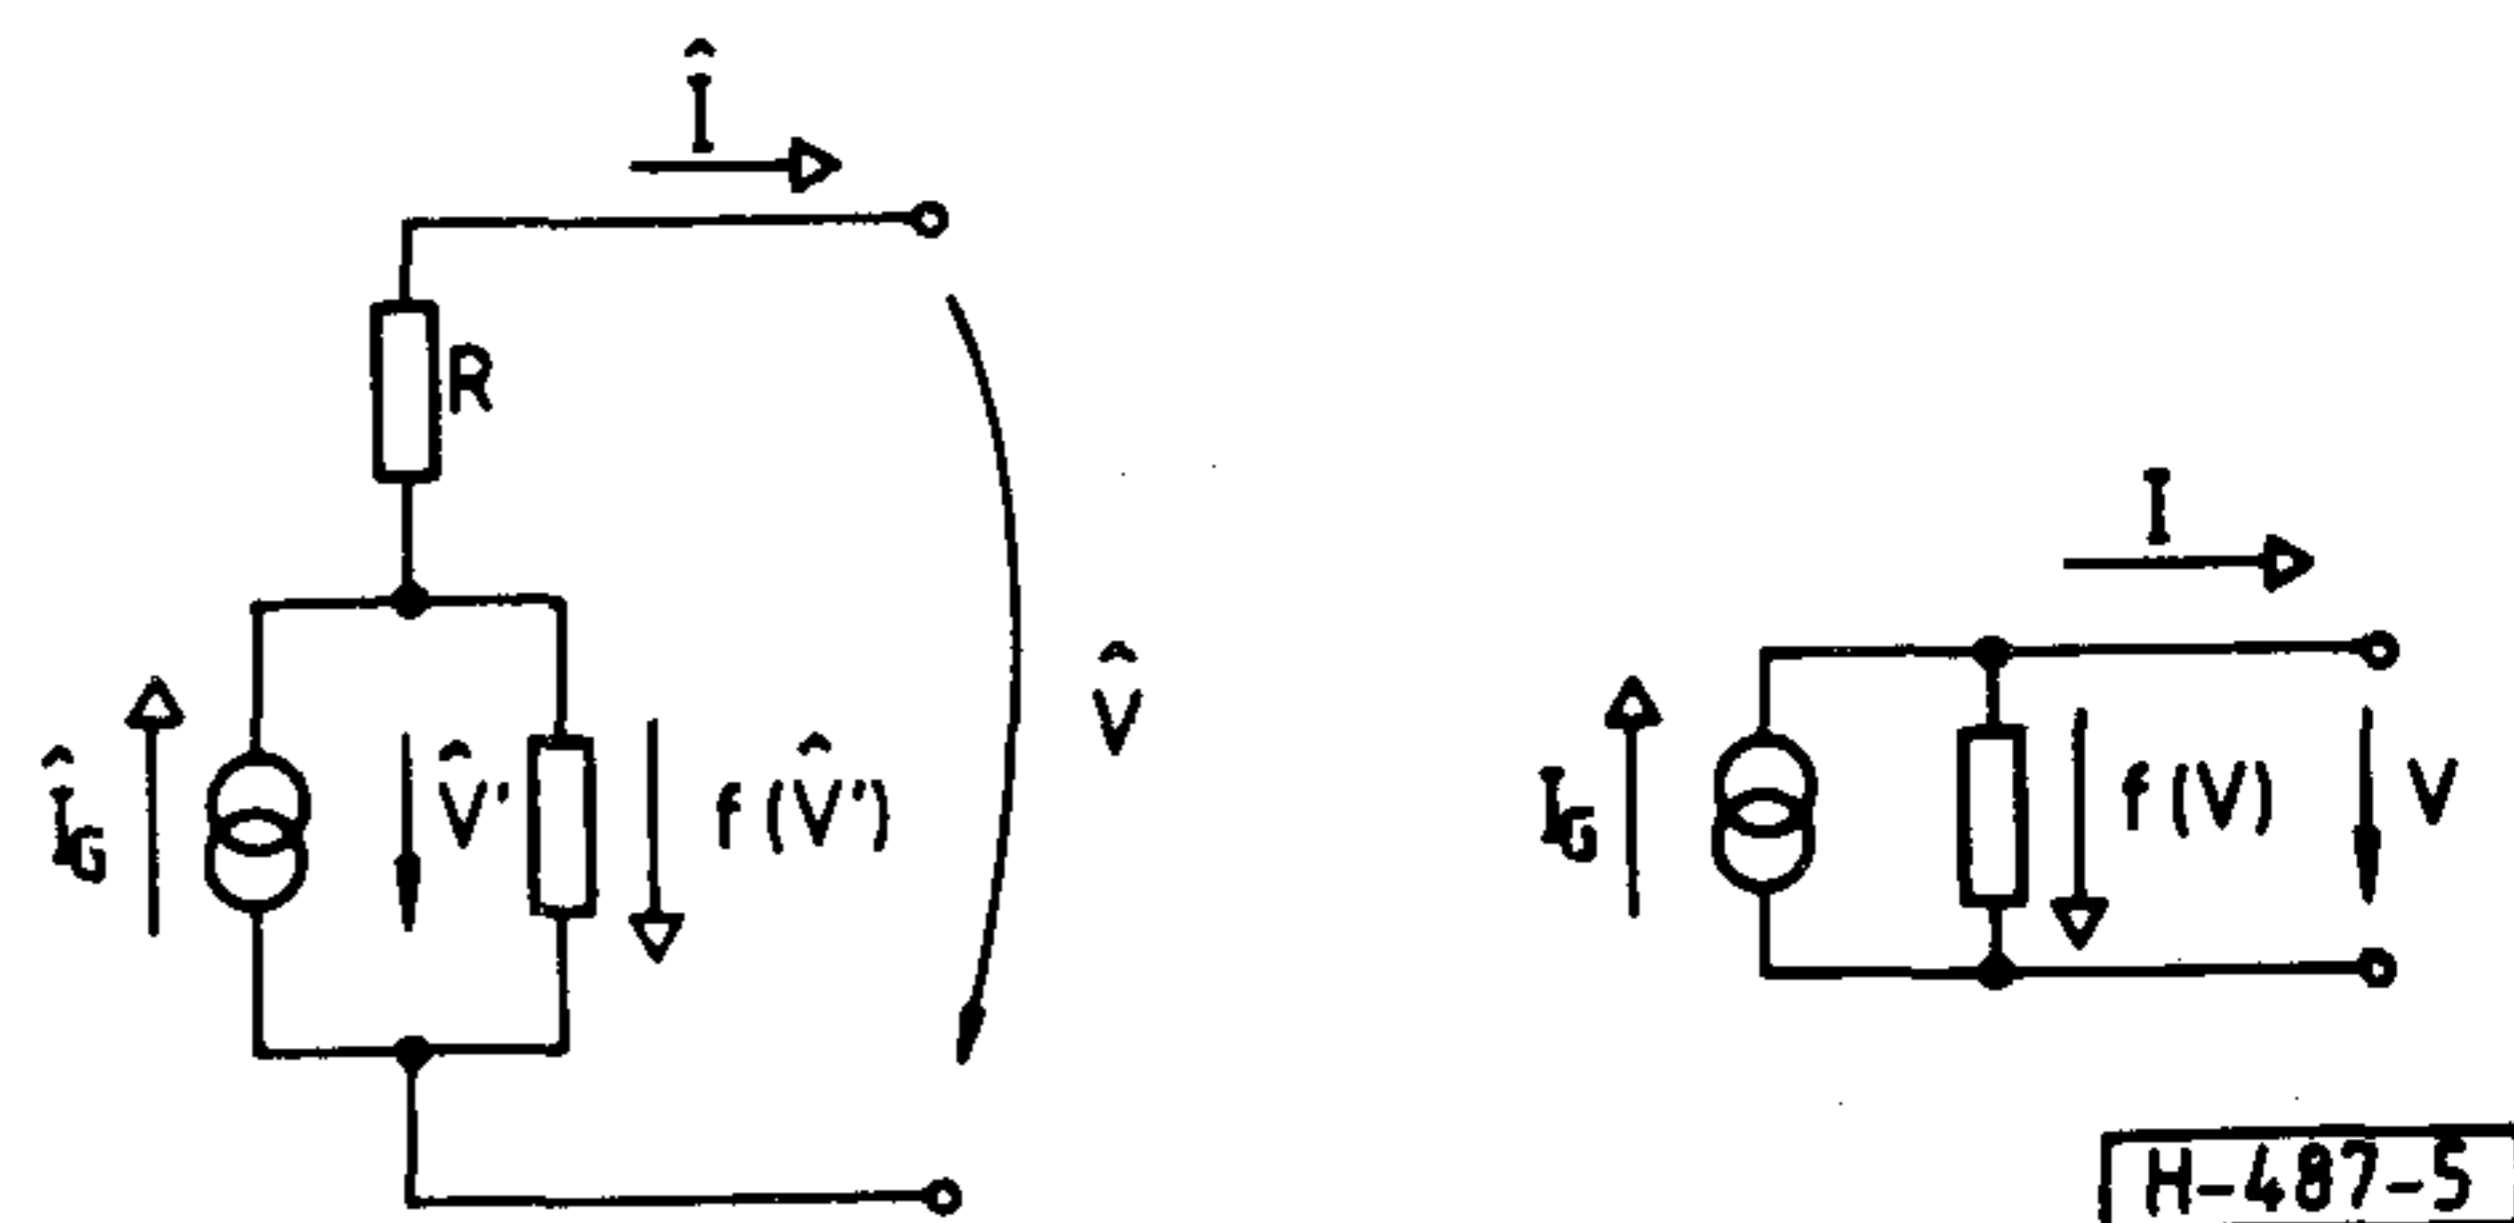 Î
R
V̂
Î_G
V̂'
f(V̂')
I
I_G
f(V)
V
H-487-5